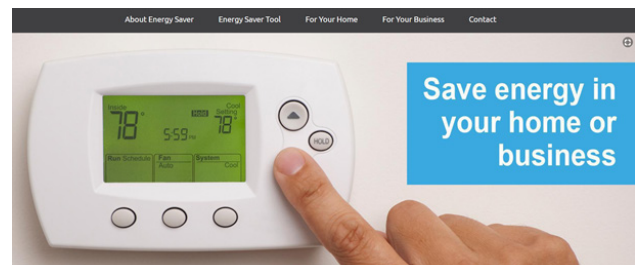 About Energy Saver Energy Saver Tool For Your Home For Your Business Contact
Save energy in
your home or
business
Inside Cool
Hold Setting
78° 78°
5:59 PM
HOLD
Run Schedule Fan System
Auto Cool